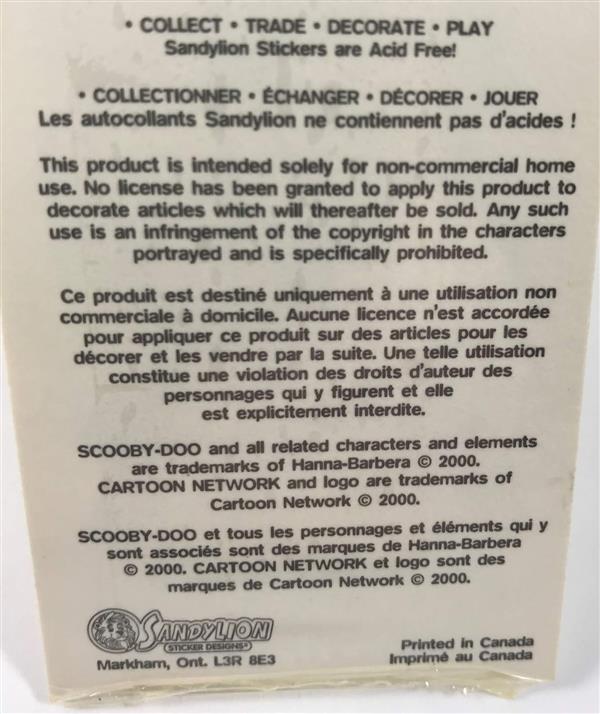 • COLLECT • TRADE • DECORATE • PLAY
Sandylion Stickers are Acid Free!
• COLLECTIONNER • ÉCHANGER • DÉCORER • JOUER
Les autocollants Sandylion ne contiennent pas d'acides !
This product is intended solely for non-commercial home
use. No license has been granted to apply this product to
decorate articles which will thereafter be sold. Any such
use is an infringement of the copyright in the characters
portrayed and is specifically prohibited.
Ce produit est destiné uniquement à une utilisation non
commerciale à domicile. Aucune licence n'est accordée
pour appliquer ce produit sur des articles pour les
décorer et les vendre par la suite. Une telle utilisation
constitue une violation des droits d'auteur des
personnages qui y figurent et elle
est explicitement interdite.
SCOOBY-DOO and all related characters and elements
are trademarks of Hanna-Barbera © 2000.
CARTOON NETWORK and logo are trademarks of
Cartoon Network © 2000.
SCOOBY-DOO et tous les personnages et éléments qui y
sont associés sont des marques de Hanna-Barbera
© 2000. CARTOON NETWORK et logo sont des
marques de Cartoon Network © 2000.
SANDYLION
STICKER DESIGNS®
Markham, Ont. L3R 8E3
Printed in Canada
Imprimé au Canada